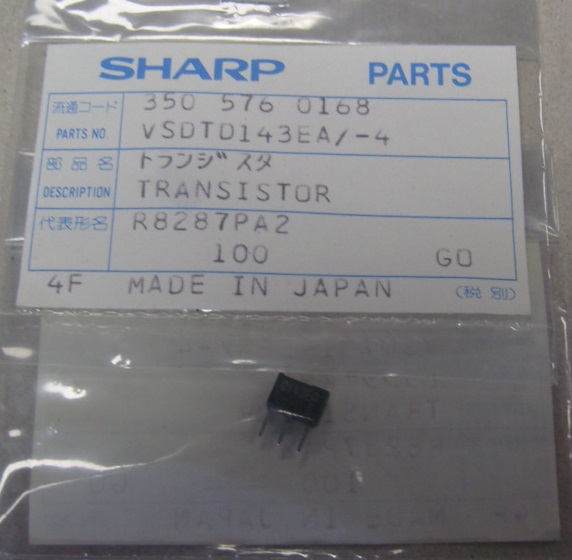 SHARP PARTS
流通コード 350 576 0168
PARTS NO. VSDTD143EA/-4
部品名 トランジスタ
DESCRIPTION TRANSISTOR
代表形名 R8287PA2
100 GO
4F MADE IN JAPAN (税別)